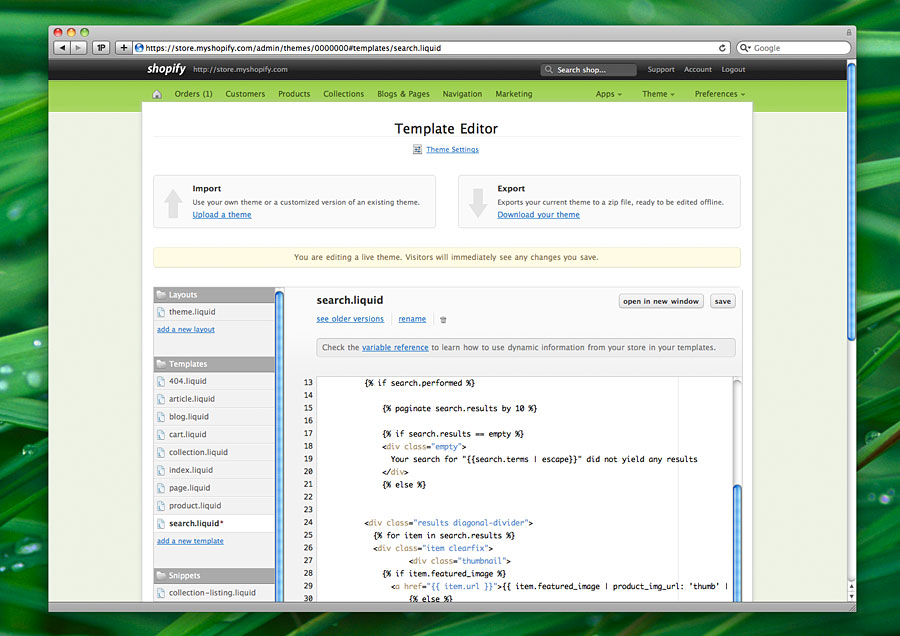 1P
+
https://store.myshopify.com/admin/themes/0000000#templates/search.liquid
Google
shopify http://store.myshopify.com
Search shop...
Support Account Logout
Orders (1) Customers Products Collections Blogs & Pages Navigation Marketing Apps Theme Preferences
Template Editor
Theme Settings
Import
Use your own theme or a customized version of an existing theme.
Upload a theme
Export
Exports your current theme to a zip file, ready to be edited offline.
Download your theme
You are editing a live theme. Visitors will immediately see any changes you save.
Layouts
theme.liquid
add a new layout
Templates
404.liquid
article.liquid
blog.liquid
cart.liquid
collection.liquid
index.liquid
page.liquid
product.liquid
search.liquid*
add a new template
Snippets
collection-listing.liquid
search.liquid
open in new window save
see older versions rename
Check the variable reference to learn how to use dynamic information from your store in your templates.
13 {% if search.performed %}
14
15 {% paginate search.results by 10 %}
16
17 {% if search.results == empty %}
18 <div class="empty">
19 Your search for "{{search.terms | escape}}" did not yield any results
20 </div>
21 {% else %}
22
23
24 <div class="results diagonal-divider">
25 {% for item in search.results %}
26 <div class="item clearfix">
27 <div class="thumbnail">
28 {% if item.featured_image %}
29 <a href="{{ item.url }}">{{ item.featured_image | product_img_url: 'thumb' |
30 {% else %}